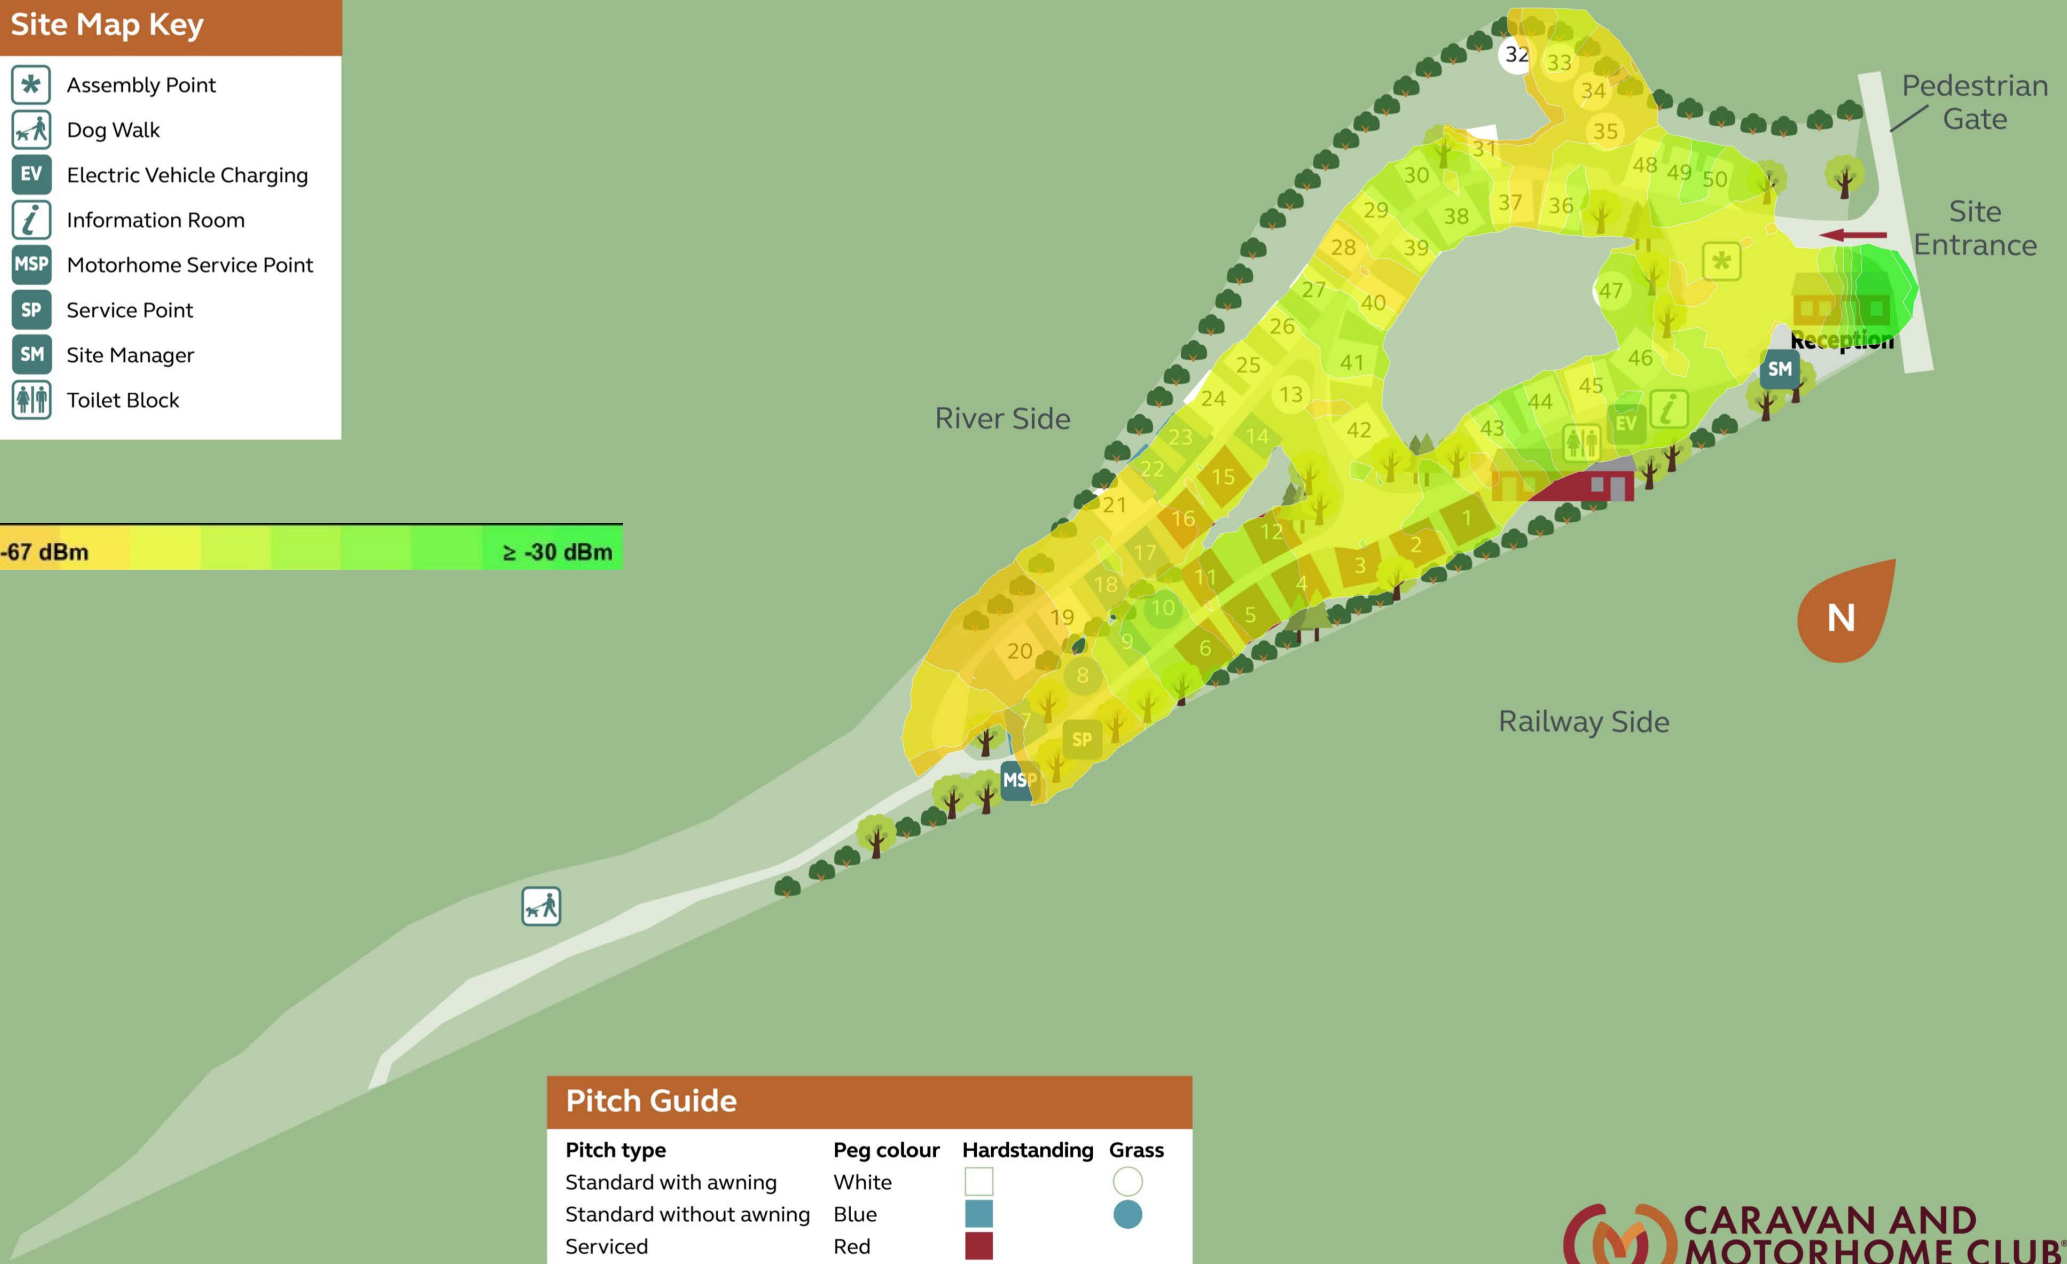 Site Map Key
Assembly Point
Dog Walk
EV Electric Vehicle Charging
i Information Room
MSP Motorhome Service Point
SP Service Point
SM Site Manager
Toilet Block
-67 dBm
≥ -30 dBm
Pedestrian
Gate
Site
Entrance
Reception
SM
River Side
Railway Side
N
EV
i
SP
MSP
32
33
34
35
31
30
48
49
50
29
38
37
36
28
39
27
40
47
26
41
46
25
24
13
45
44
23
14
42
43
22
15
21
16
12
1
17
2
18
11
3
4
19
10
5
20
9
6
8
7
Pitch Guide
Pitch type Peg colour Hardstanding Grass
Standard with awning White
Standard without awning Blue
Serviced Red
CARAVAN AND
MOTORHOME CLUB